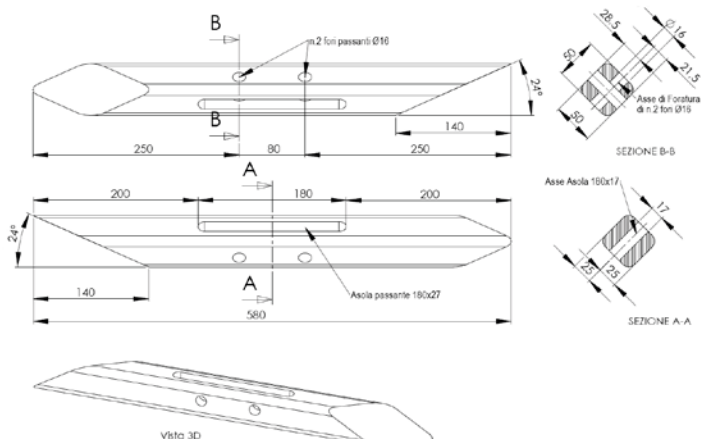 B
n.2 fori passanti Ø16
B
24°
140
250
80
250
28.5
Ø16
50
21.5
50
Asse di Foratura
di n.2 fori Ø16
SEZIONE B-B
A
200
180
200
24°
A
Asola passante 180x27
140
580
Asse Asola 180x17
17
25
25
SEZIONE A-A
Vista 3D